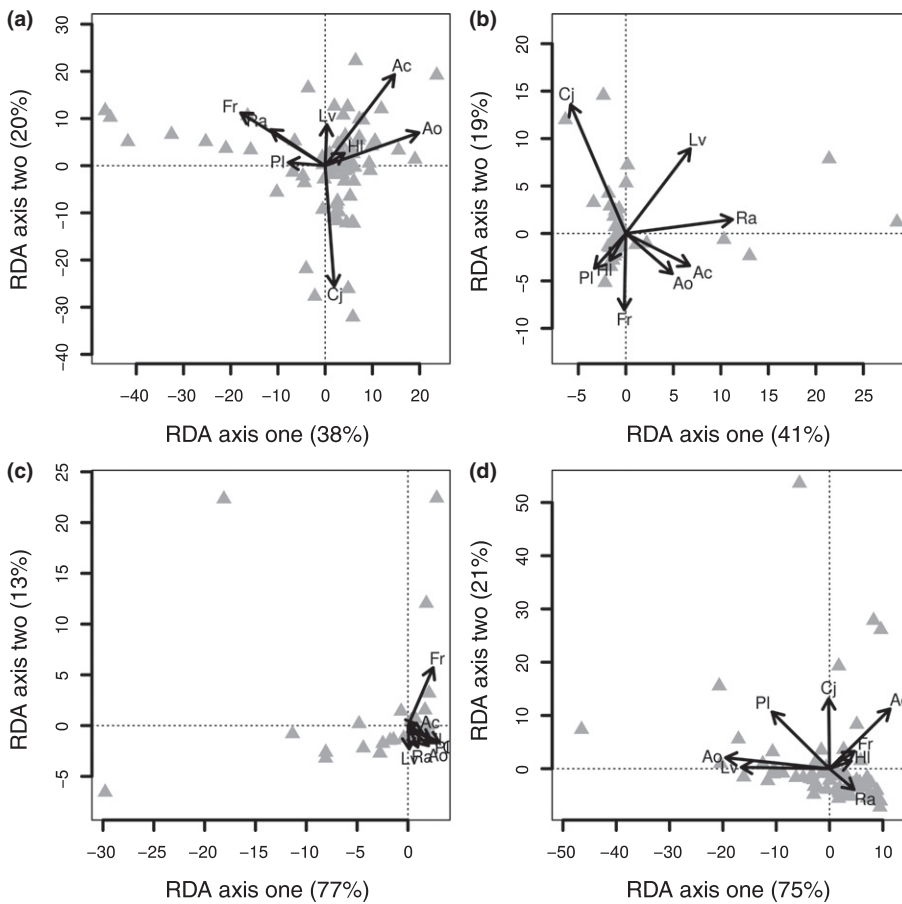 (a)
30
20
10
0
−10
−20
−30
−40
RDA axis two (20%)
Fr
Ra
Pl
Lv
Hl
Ac
Ao
Cj
−40 −30 −20 −10 0 10 20
RDA axis one (38%)
(b)
20
15
10
5
0
−5
−10
RDA axis two (19%)
Cj
Lv
Ra
Ac
Ao
Pl
Hl
Fr
−5 0 5 10 15 20 25
RDA axis one (41%)
(c)
25
20
15
10
5
0
−5
RDA axis two (13%)
Fr
Ac
Pl
Lv
Ra
Ao
−30 −25 −20 −15 −10 −5 0
RDA axis one (77%)
(d)
50
40
30
20
10
0
RDA axis two (21%)
Pl
Cj
Ac
Fr
Hl
Ao
Lv
Ra
−50 −40 −30 −20 −10 0 10
RDA axis one (75%)